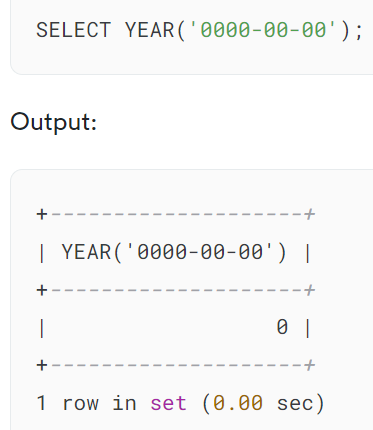 SELECT YEAR('0000-00-00');
Output:
+---------------------+
| YEAR('0000-00-00') |
+---------------------+
| 0 |
+---------------------+
1 row in set (0.00 sec)